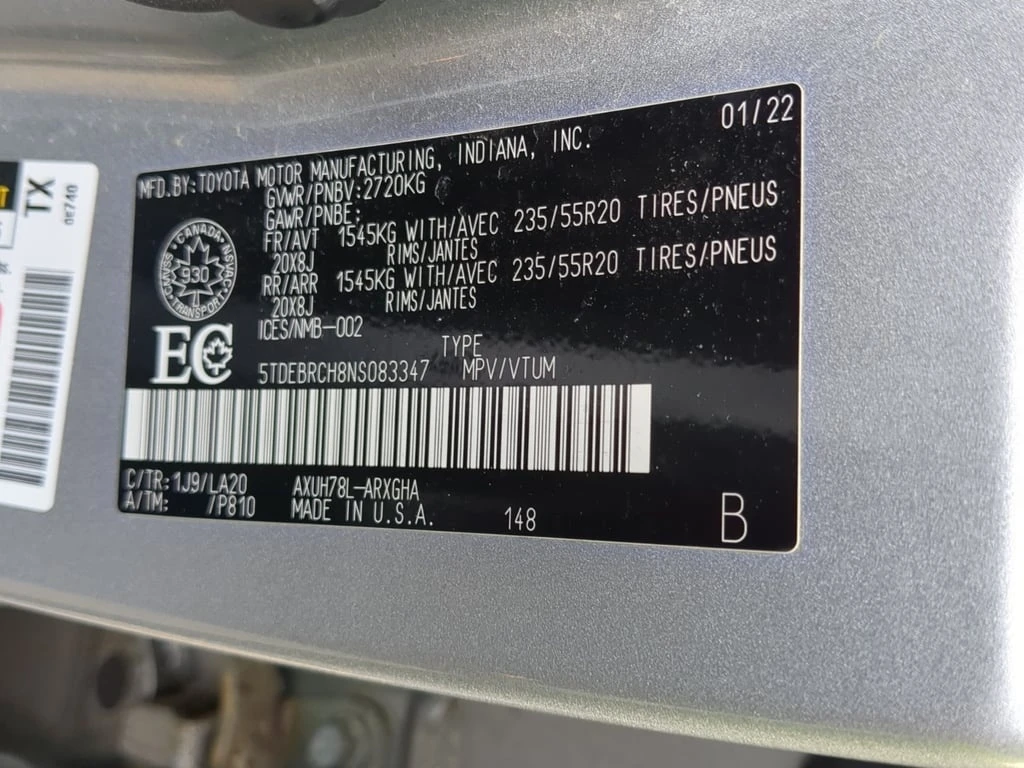 01/22
MFD.BY:TOYOTA MOTOR MANUFACTURING, INDIANA, INC.
GVWR/PNBV:2720KG
GAWR/PNBE:
FR/AVT 1545KG WITH/AVEC 235/55R20 TIRES/PNEUS
20X8J RIMS/JANTES
RR/ARR 1545KG WITH/AVEC 235/55R20 TIRES/PNEUS
20X8J RIMS/JANTES
ICES/NMB-002
CANADA
930
TRANSPORT
EC
TYPE
5TDEBRCH8NS083347 MPV/VTUM
C/TR:1J9/LA20 AXUH78L-ARXGHA
A/TM: /P810 MADE IN U.S.A. 148
B
TX